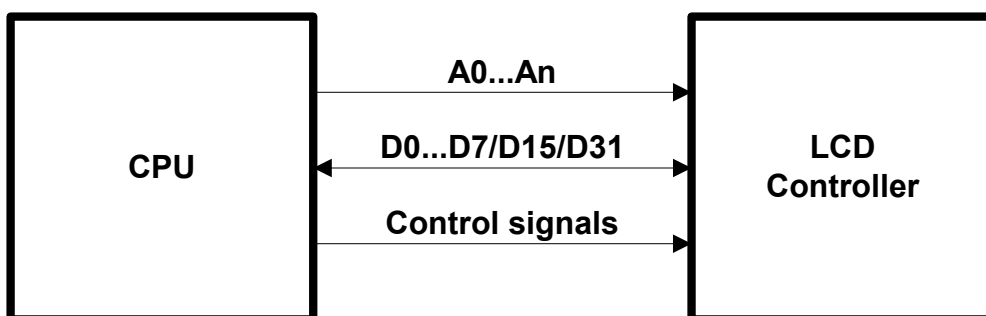 A0...An
D0...D7/D15/D31
CPU
LCD
Controller
Control signals